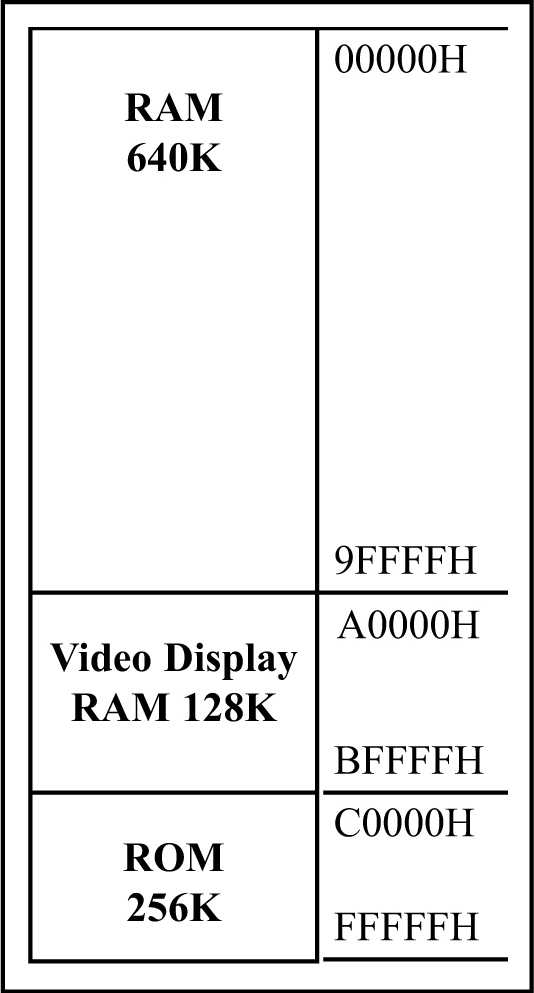 RAM
640K
00000H
9FFFFH
Video Display
RAM 128K
A0000H
BFFFFH
ROM
256K
C0000H
FFFFFH